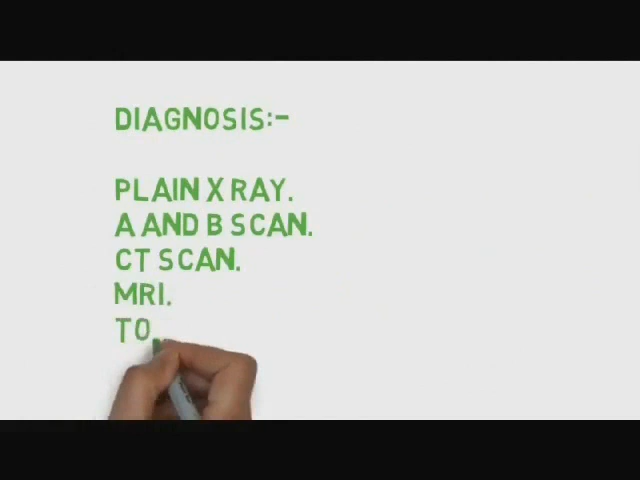 DIAGNOSIS:-
PLAIN X RAY.
A AND B SCAN.
CT SCAN.
MRI.
TO